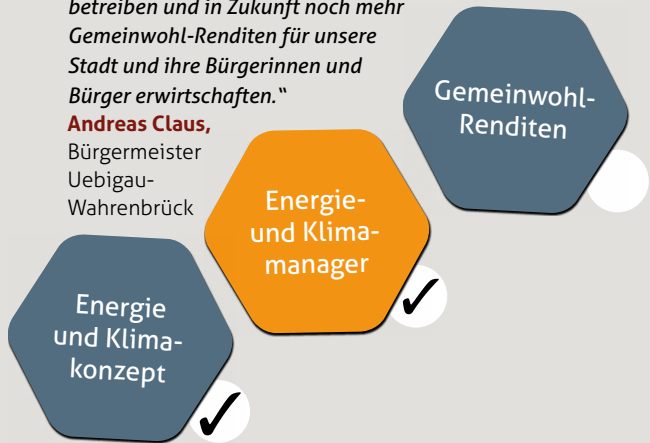 betreiben und in Zukunft noch mehr
Gemeinwohl-Renditen für unsere
Stadt und ihre Bürgerinnen und
Bürger erwirtschaften.“
Andreas Claus,
Bürgermeister
Uebigau-
Wahrenbrück
Gemeinwohl-
Renditen
Energie-
und Klima-
manager
Energie
und Klima-
konzept